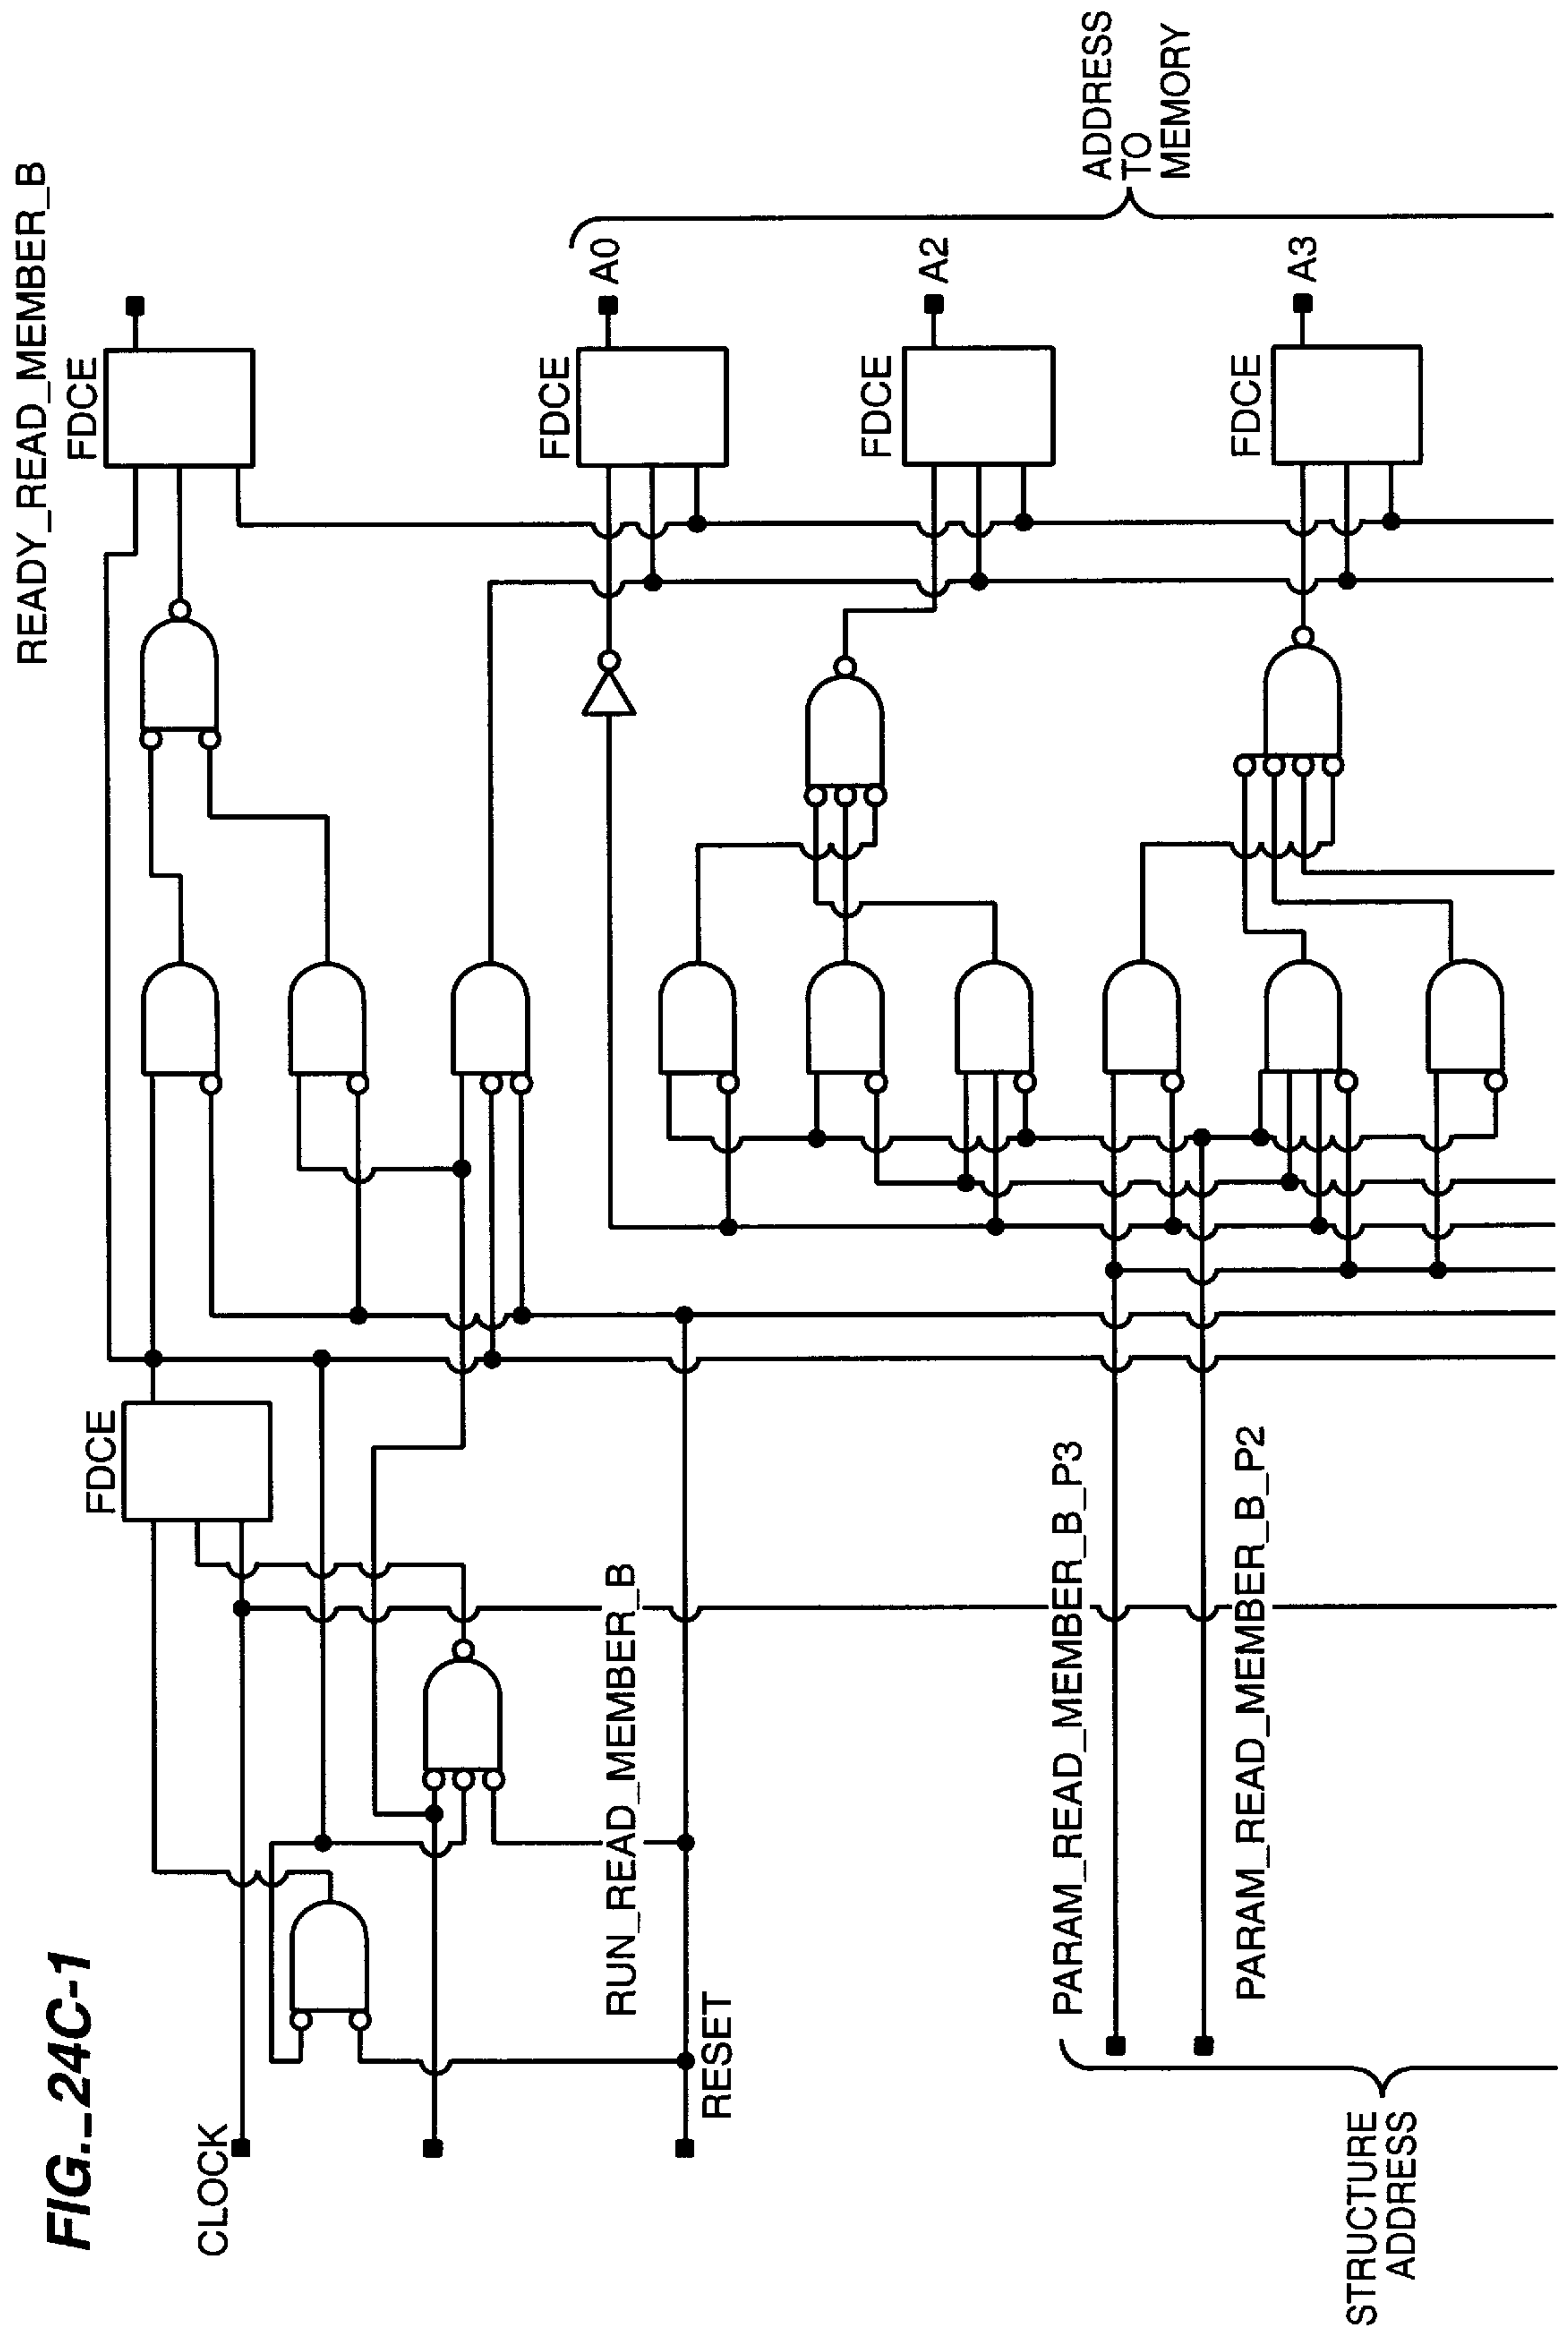 FIG._24C-1
READY_READ_MEMBER_B
FDCE
FDCE
CLOCK
FDCE
A0
RUN_READ_MEMBER_B
RESET
FDCE
A2
ADDRESS
TO
MEMORY
PARAM_READ_MEMBER_B_P3
PARAM_READ_MEMBER_B_P2
FDCE
A3
STRUCTURE
ADDRESS